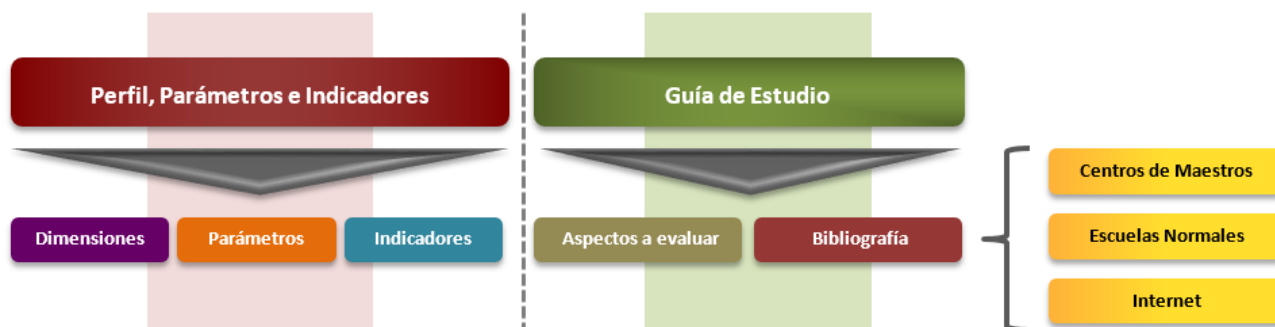 Perfil, Parámetros e Indicadores
Guía de Estudio
Dimensiones
Parámetros
Indicadores
Aspectos a evaluar
Bibliografía
Centros de Maestros
Escuelas Normales
Internet